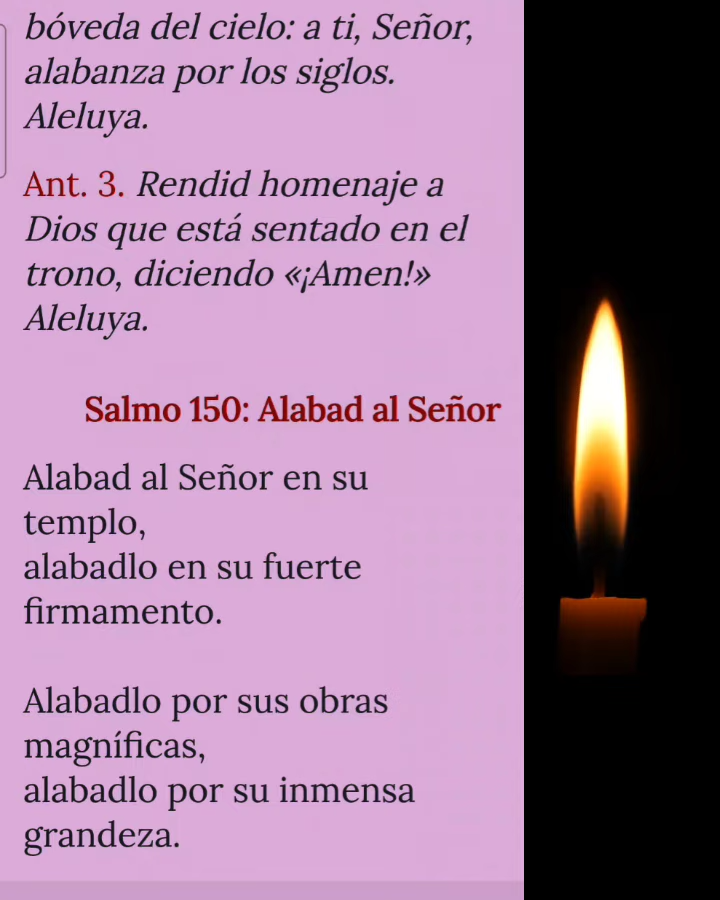 bóveda del cielo: a ti, Señor,
alabanza por los siglos.
Aleluya.
Ant. 3. Rendid homenaje a
Dios que está sentado en el
trono, diciendo «¡Amen!»
Aleluya.
Salmo 150: Alabad al Señor
Alabad al Señor en su
templo,
alabadlo en su fuerte
firmamento.
Alabadlo por sus obras
magníficas,
alabadlo por su inmensa
grandeza.